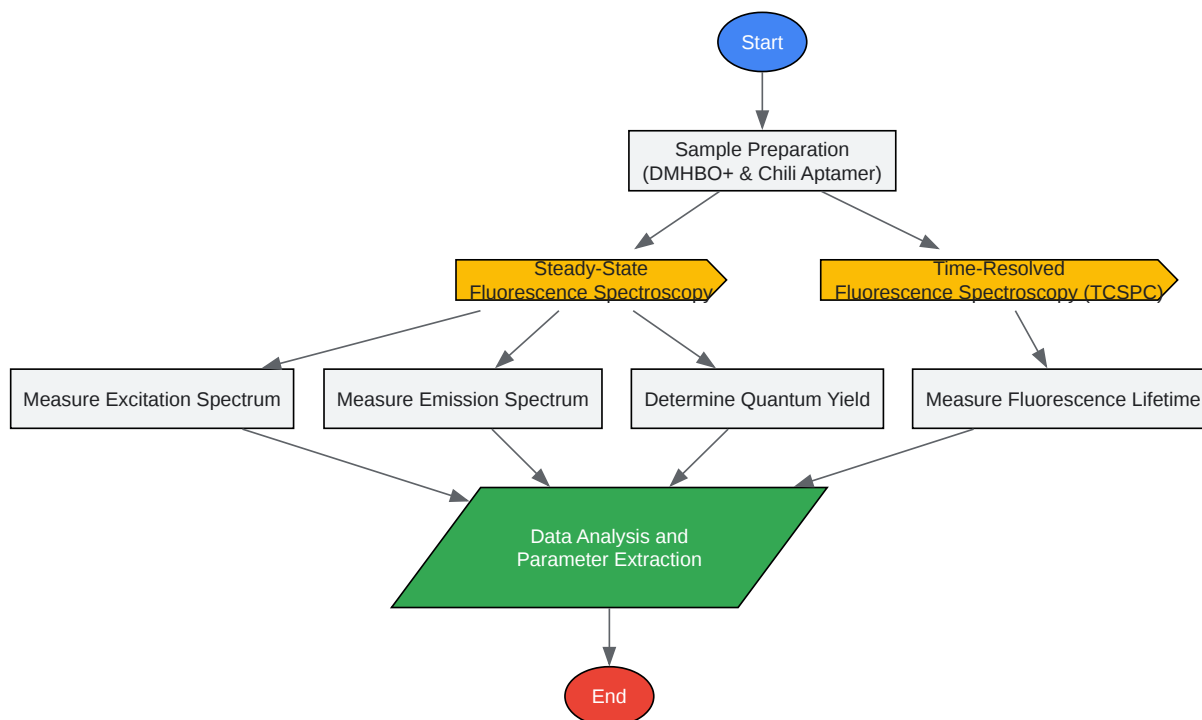 Start
Sample Preparation
(DMHBO+ & Chili Aptamer)
Steady-State
Fluorescence Spectroscopy
Time-Resolved
Fluorescence Spectroscopy (TCSPC)
Measure Excitation Spectrum
Measure Emission Spectrum
Determine Quantum Yield
Measure Fluorescence Lifetime
Data Analysis and
Parameter Extraction
End